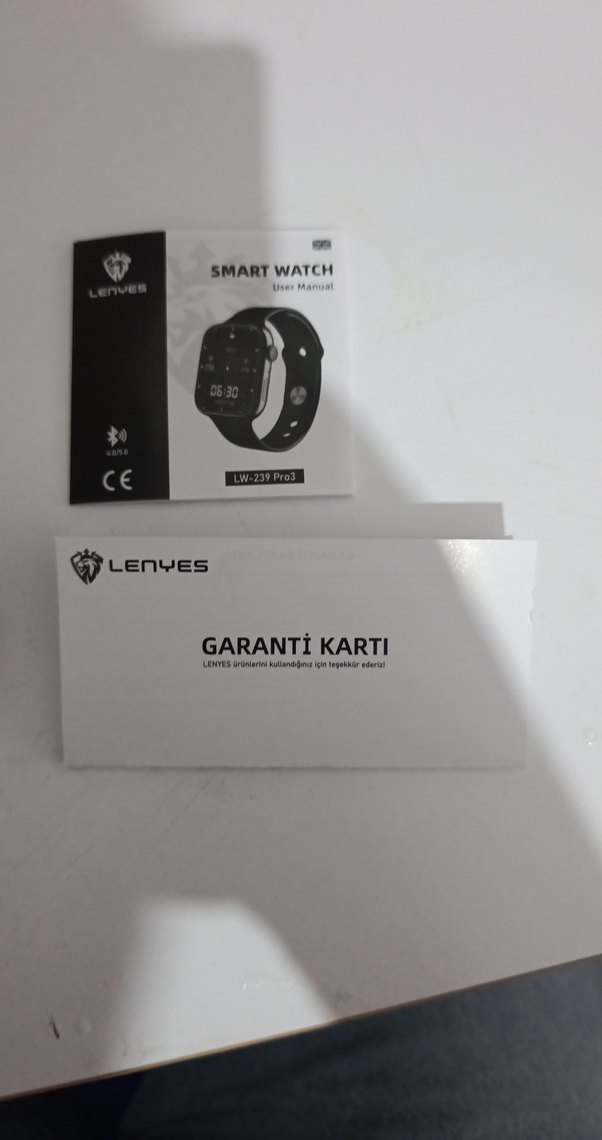 LENYES
4.0/5.0
CE
SMART WATCH
User Manual
06:30
LW-239 Pro3
LENYES
GARANTİ KARTI
LENYES ürünlerini kullandığınız için teşekkür ederiz!